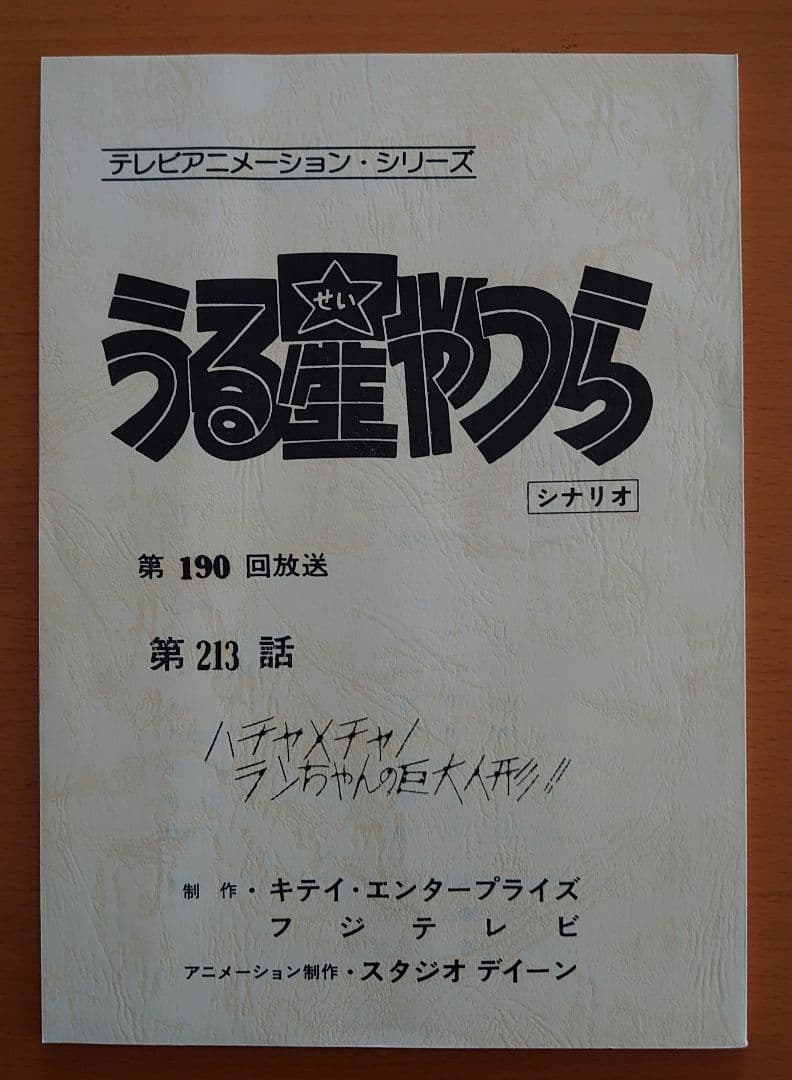 テレビアニメーション・シリーズ
うる星やつら
せい
シナリオ
第 190 回放送
第 213 話
ハチャメチャ!
ランちゃんの巨大人形!!
制作・キテイ・エンタープライズ
フジテレビ
アニメーション制作・スタジオ デイーン